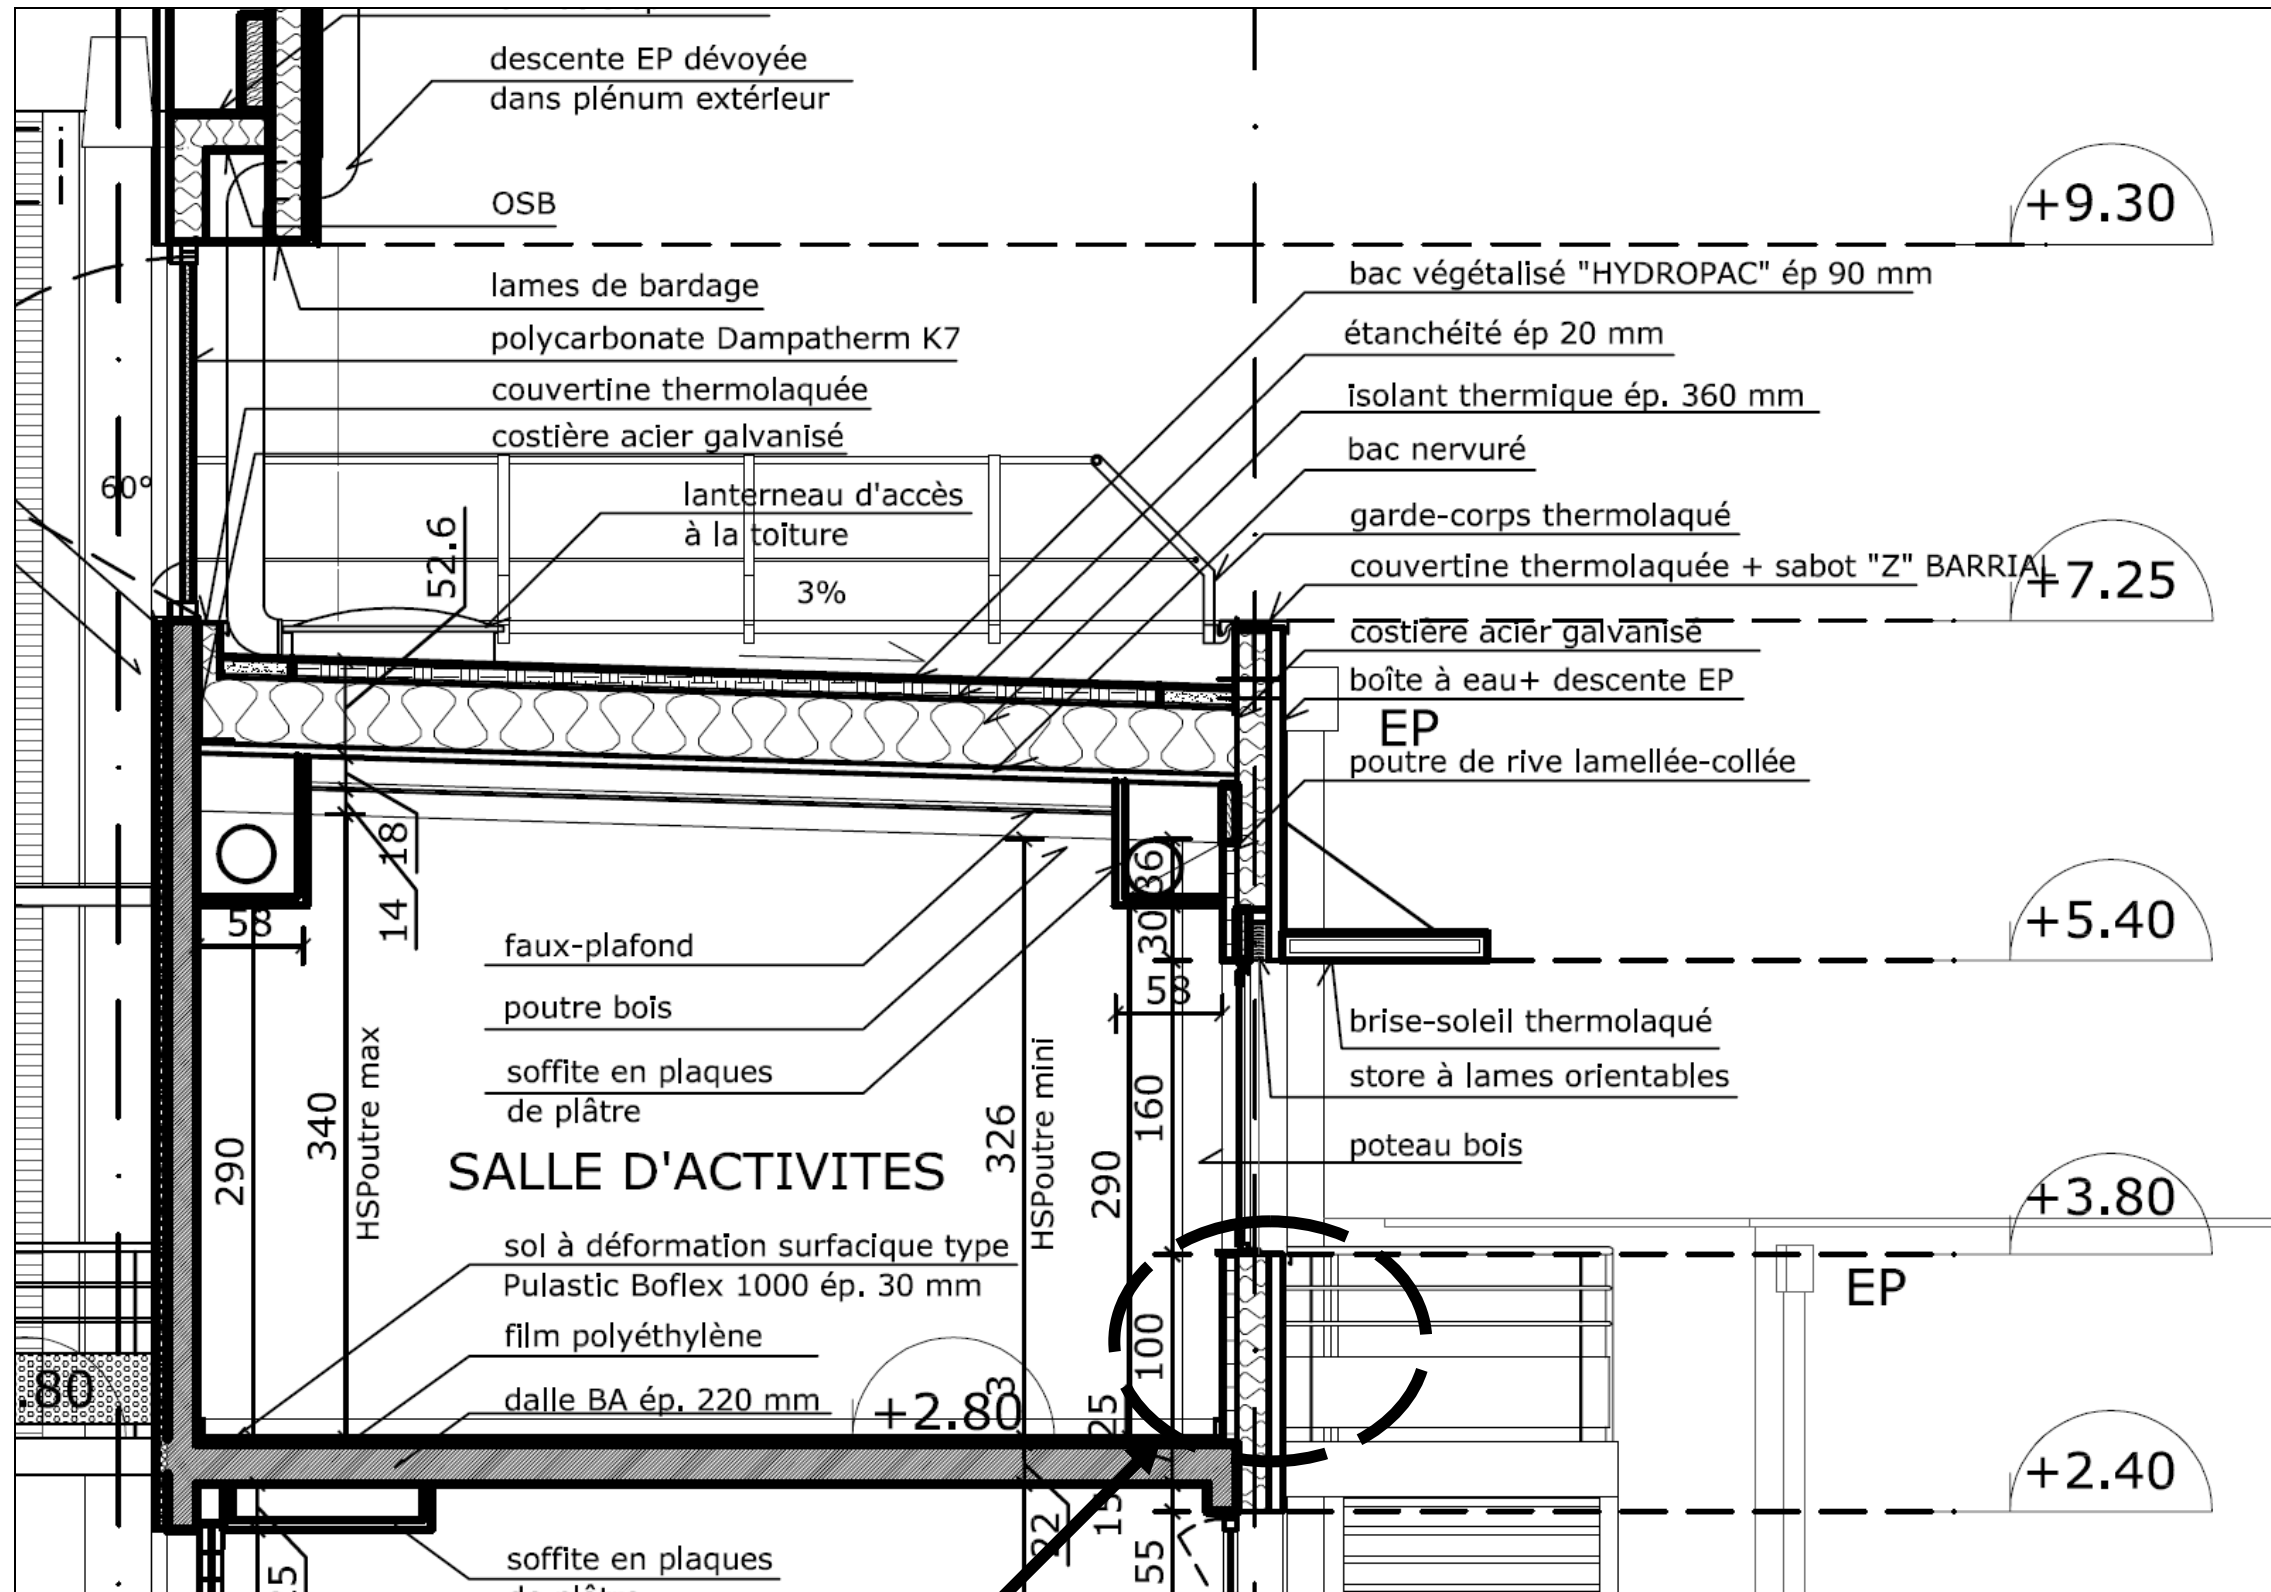 descente EP dévoyée
dans plénum extérieur
OSB
+9.30
lames de bardage
bac végétalisé "HYDROPAC" ép 90 mm
polycarbonate Dampatherm K7
étanchéité ép 20 mm
couvertine thermolaquée
isolant thermique ép. 360 mm
costière acier galvanisé
bac nervuré
60°
lanterneau d'accès
à la toiture
52.6
garde-corps thermolaqué
3%
couvertine thermolaquée + sabot "Z" BARRIAL
+7.25
costière acier galvanisé
boîte à eau+ descente EP
EP
poutre de rive lamellée-collée
18
14
36
30
58
+5.40
faux-plafond
58
poutre bois
brise-soleil thermolaqué
soffite en plaques
de plâtre
store à lames orientables
290
340
HSPoutre max
326
HSPoutre mini
290
160
poteau bois
SALLE D'ACTIVITES
+3.80
sol à déformation surfacique type
Pulastic Boflex 1000 ép. 30 mm
EP
film polyéthylène
100
.80
dalle BA ép. 220 mm
+2.80
3
25
+2.40
22
15
55
soffite en plaques